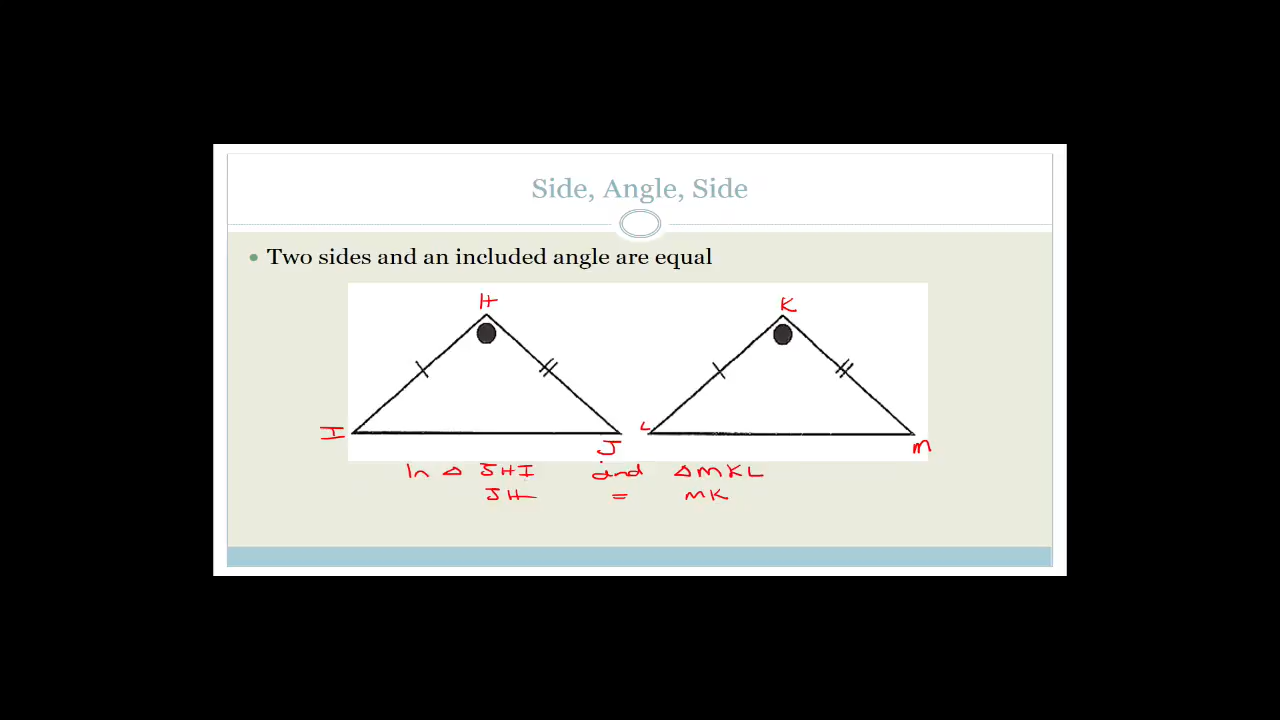 Side, Angle, Side
• Two sides and an included angle are equal
H K
I J L M
In △ JHI and △MKL
JH = MK